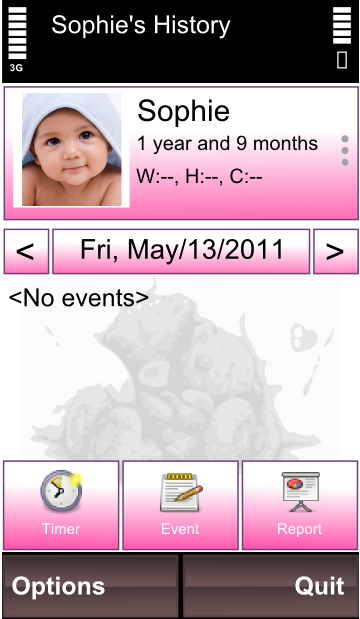 Sophie's History
3G
Sophie
1 year and 9 months
W:--, H:--, C:--
< Fri, May/13/2011 >
<No events>
Timer Event Report
Options Quit